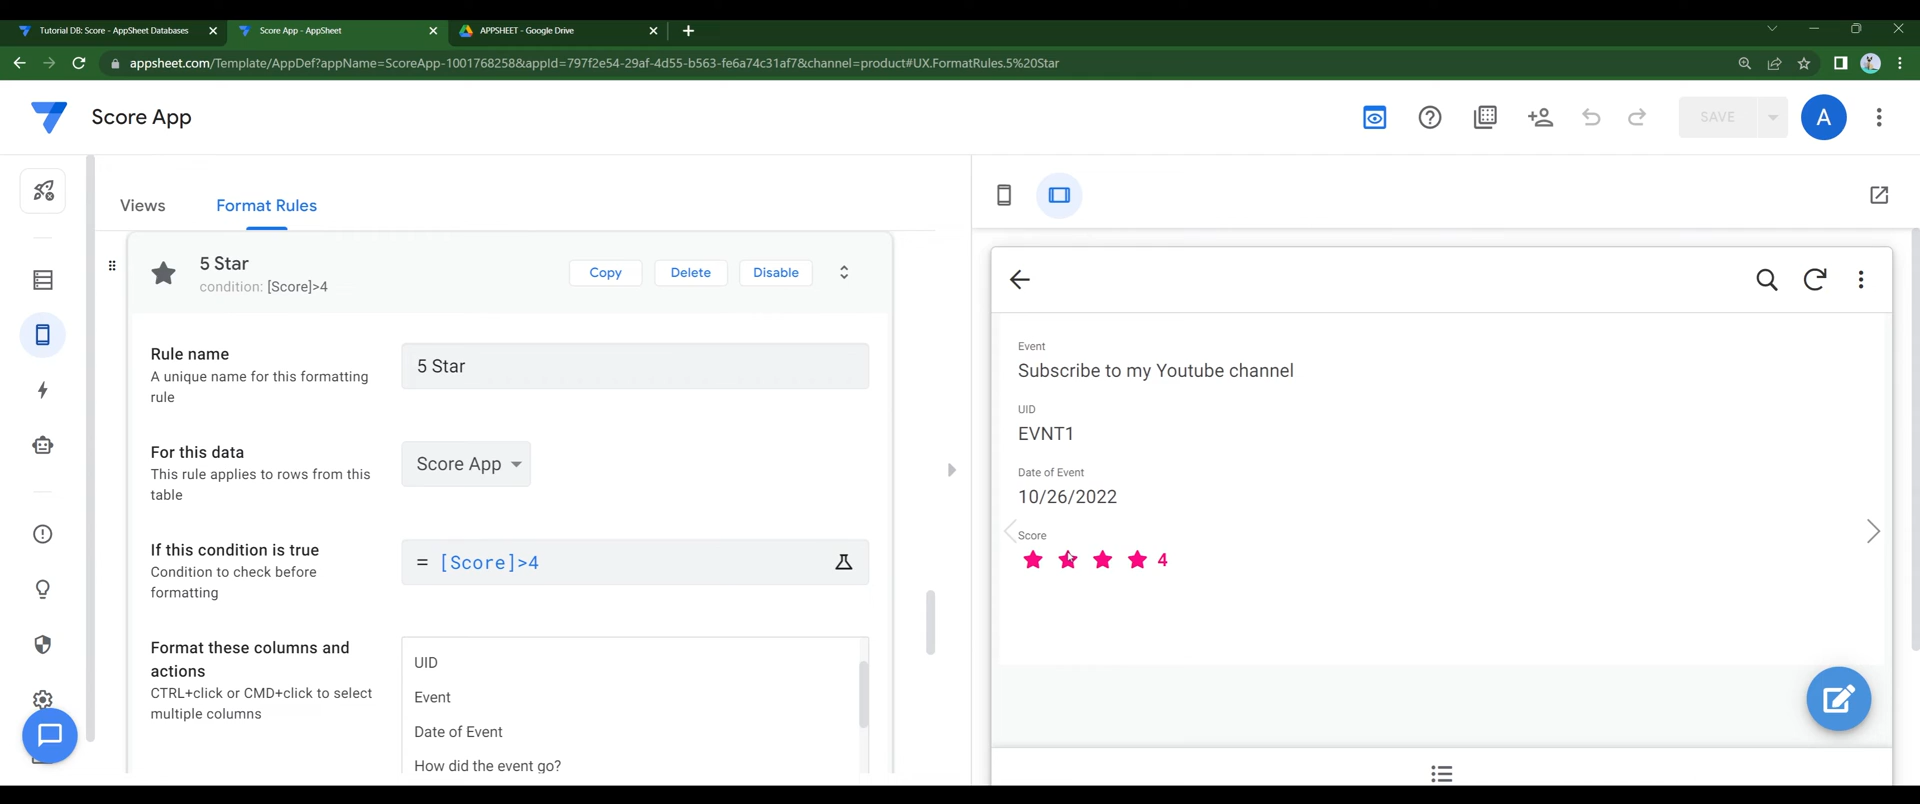 Tutorial DB: Score - AppSheet Databases
Score App - AppSheet
APPSHEET - Google Drive
appsheet.com/Template/AppDef?appName=ScoreApp-1001768258&appId=797f2e54-29af-4d55-b563-fe6a74c31af7&channel=product#UX.FormatRules.5%20Star
Score App
SAVE
A
Views
Format Rules
5 Star
condition: [Score]>4
Copy
Delete
Disable
Rule name
A unique name for this formatting
rule
5 Star
For this data
This rule applies to rows from this
table
Score App
If this condition is true
Condition to check before
formatting
= [Score]>4
Format these columns and
actions
CTRL+click or CMD+click to select
multiple columns
UID
Event
Date of Event
How did the event go?
Event
Subscribe to my Youtube channel
UID
EVNT1
Date of Event
10/26/2022
Score
4